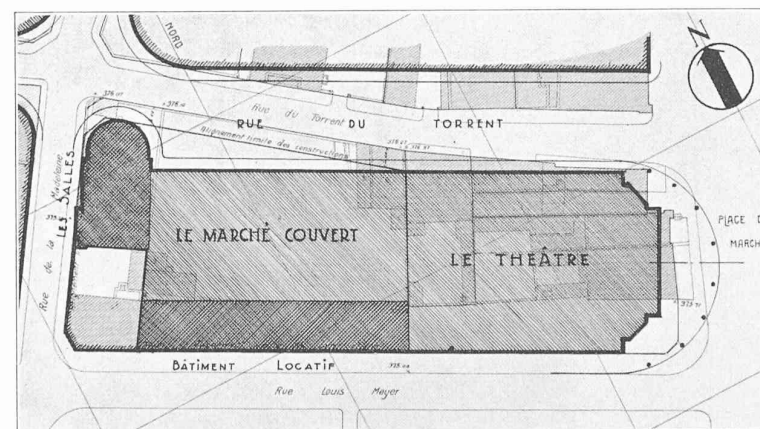 NORD
N
Rue du Torrent
RUE DU TORRENT
Alignement limite des constructions
LES SALLES
Rue de la Madeleine
LE MARCHÉ COUVERT
LE THÉÂTRE
PLACE D
MARCH
BÂTIMENT LOCATIF
Rue Louis Meyer